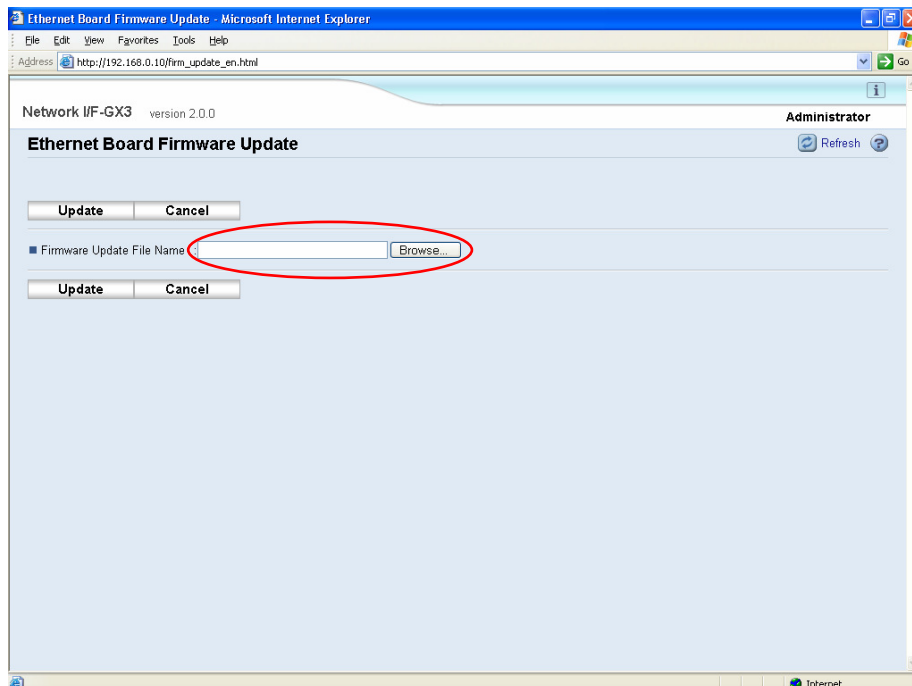 Ethernet Board Firmware Update - Microsoft Internet Explorer
File Edit View Favorites Tools Help
Address http://192.168.0.10/firm_update_en.html Go
Network I/F-GX3 version 2.0.0
Administrator
Ethernet Board Firmware Update Refresh
Update Cancel
Firmware Update File Name : Browse...
Update Cancel
Internet